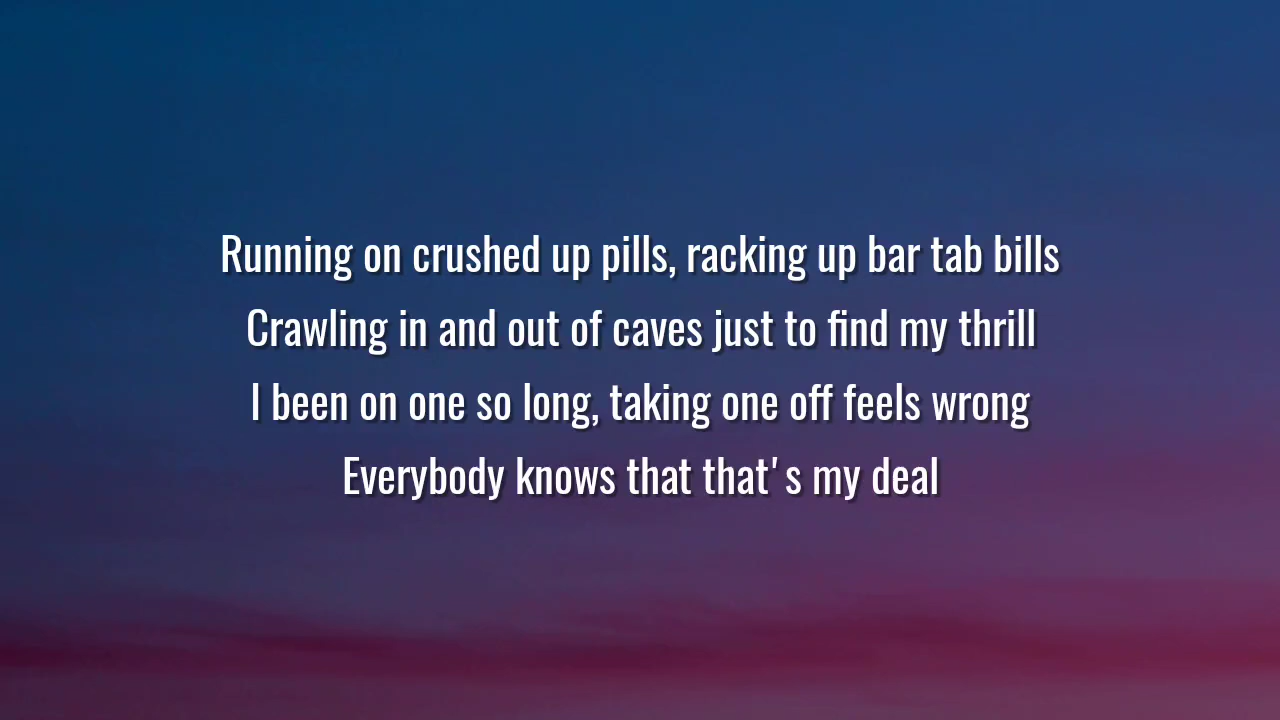 Running on crushed up pills, racking up bar tab bills
Crawling in and out of caves just to find my thrill
I been on one so long, taking one off feels wrong
Everybody knows that that's my deal